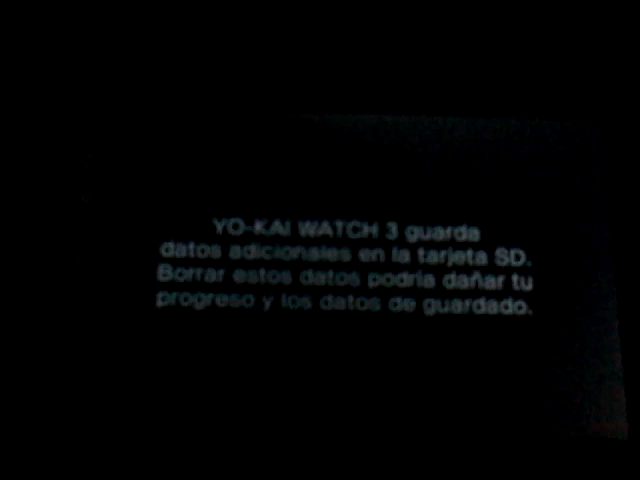 YO-KAI WATCH 3 guarda
datos adicionales en la tarjeta SD.
Borrar estos datos podría dañar tu
progreso y los datos de guardado.